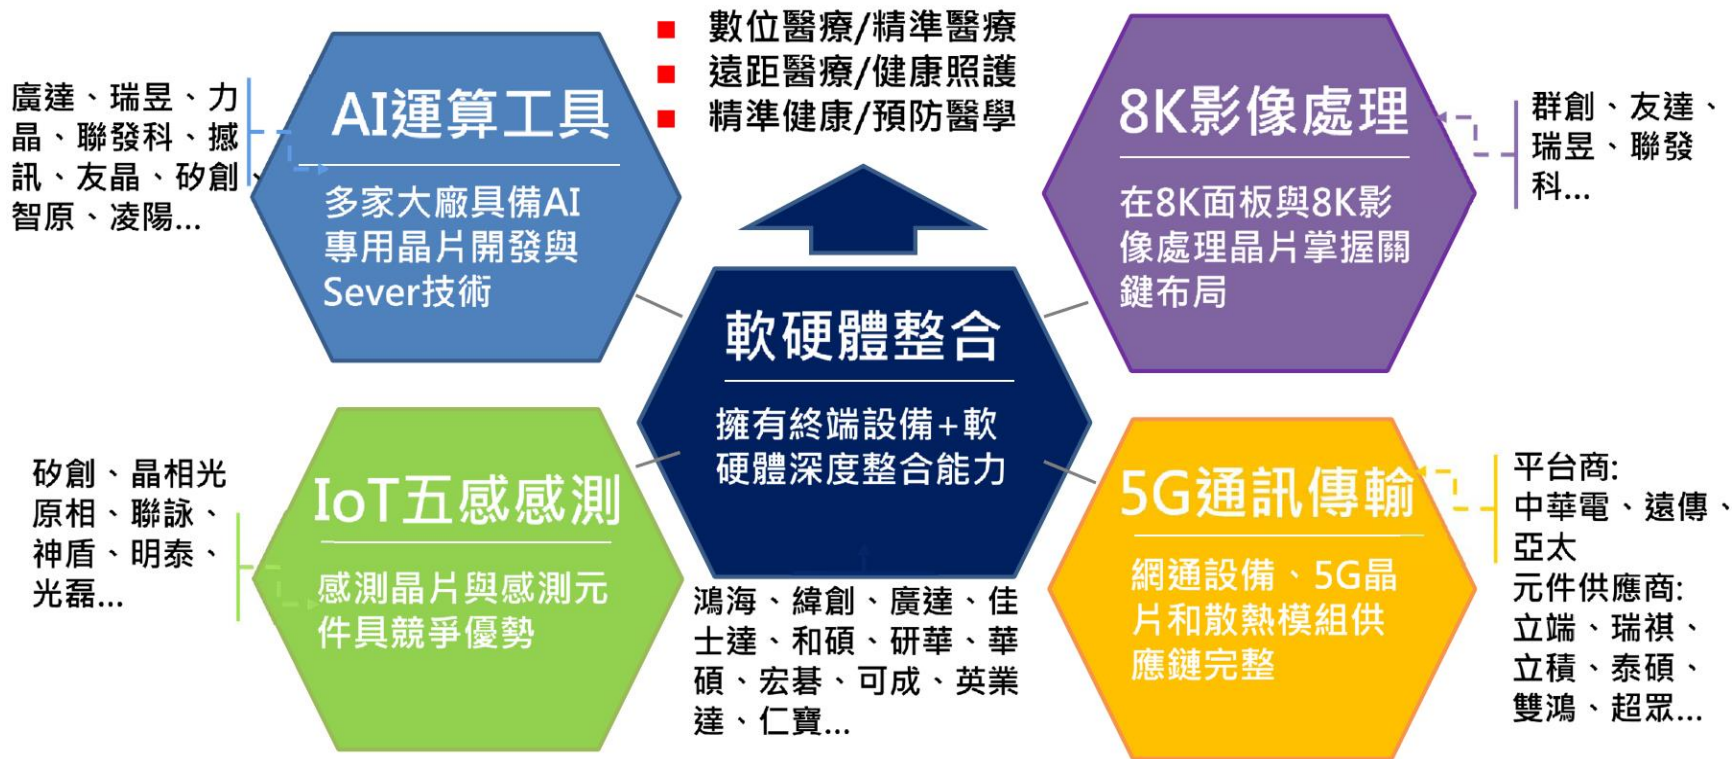 數位醫療/精準醫療
遠距醫療/健康照護
精準健康/預防醫學
廣達、瑞昱、力
晶、聯發科、撼
訊、友晶、矽創、
智原、凌陽...
AI運算工具
多家大廠具備AI
專用晶片開發與
Sever技術
8K影像處理
在8K面板與8K影
像處理晶片掌握關
鍵布局
群創、友達、
瑞昱、聯發
科...
軟硬體整合
擁有終端設備+軟
硬體深度整合能力
鴻海、緯創、廣達、佳
士達、和碩、研華、華
碩、宏碁、可成、英業
達、仁寶...
矽創、晶相光
原相、聯詠、
神盾、明泰、
光磊...
IoT五感感測
感測晶片與感測元
件具競爭優勢
5G通訊傳輸
網通設備、5G晶
片和散熱模組供
應鏈完整
平台商:
中華電、遠傳、
亞太
元件供應商:
立端、瑞祺、
立積、泰碩、
雙鴻、超眾...